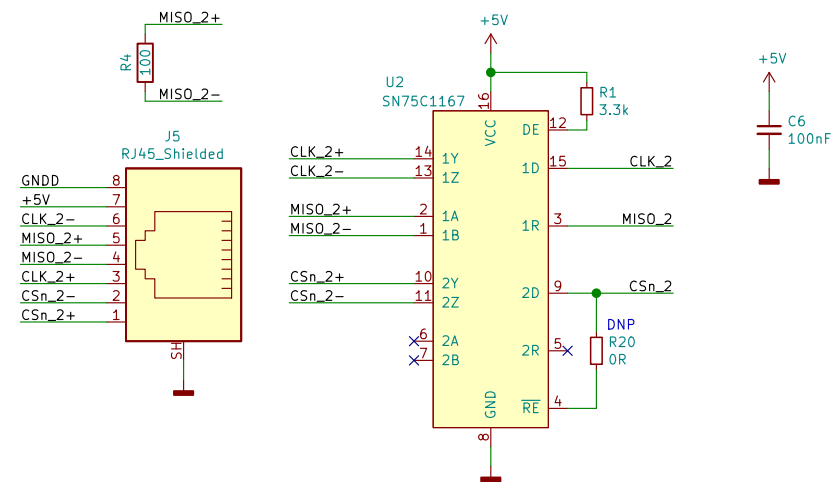 MISO_2+
R4
100
MISO_2-
J5
RJ45_Shielded
GNDD 8
+5V 7
CLK_2- 6
MISO_2+ 5
MISO_2- 4
CLK_2+ 3
CSn_2- 2
CSn_2+ 1
SH
+5V
U2
SN75C1167
16
VCC
R1
3.3k
DE 12
CLK_2+ 14 1Y
CLK_2- 13 1Z
1D 15 CLK_2
MISO_2+ 2 1A
MISO_2- 1 1B
1R 3 MISO_2
CSn_2+ 10 2Y
CSn_2- 11 2Z
2D 9 CSn_2
6 2A
7 2B
2R 5
DNP
R20
0R
RE 4
GND
8
+5V
C6
100nF